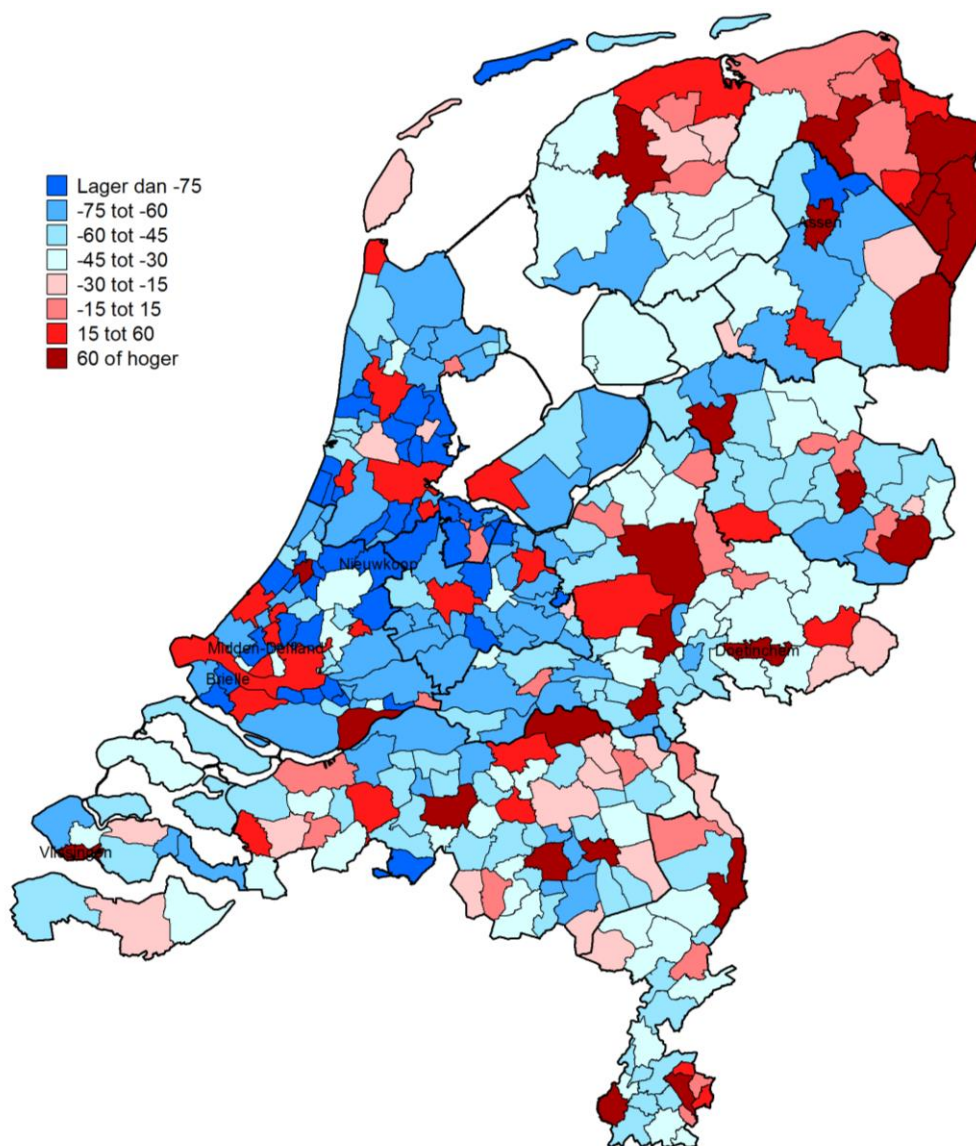 Lager dan -75
-75 tot -60
-60 tot -45
-45 tot -30
-30 tot -15
-15 tot 15
15 tot 60
60 of hoger
Assen
Nieuwkoop
Midden-Delfland
Doetinchem
Brielle
Vlissingen